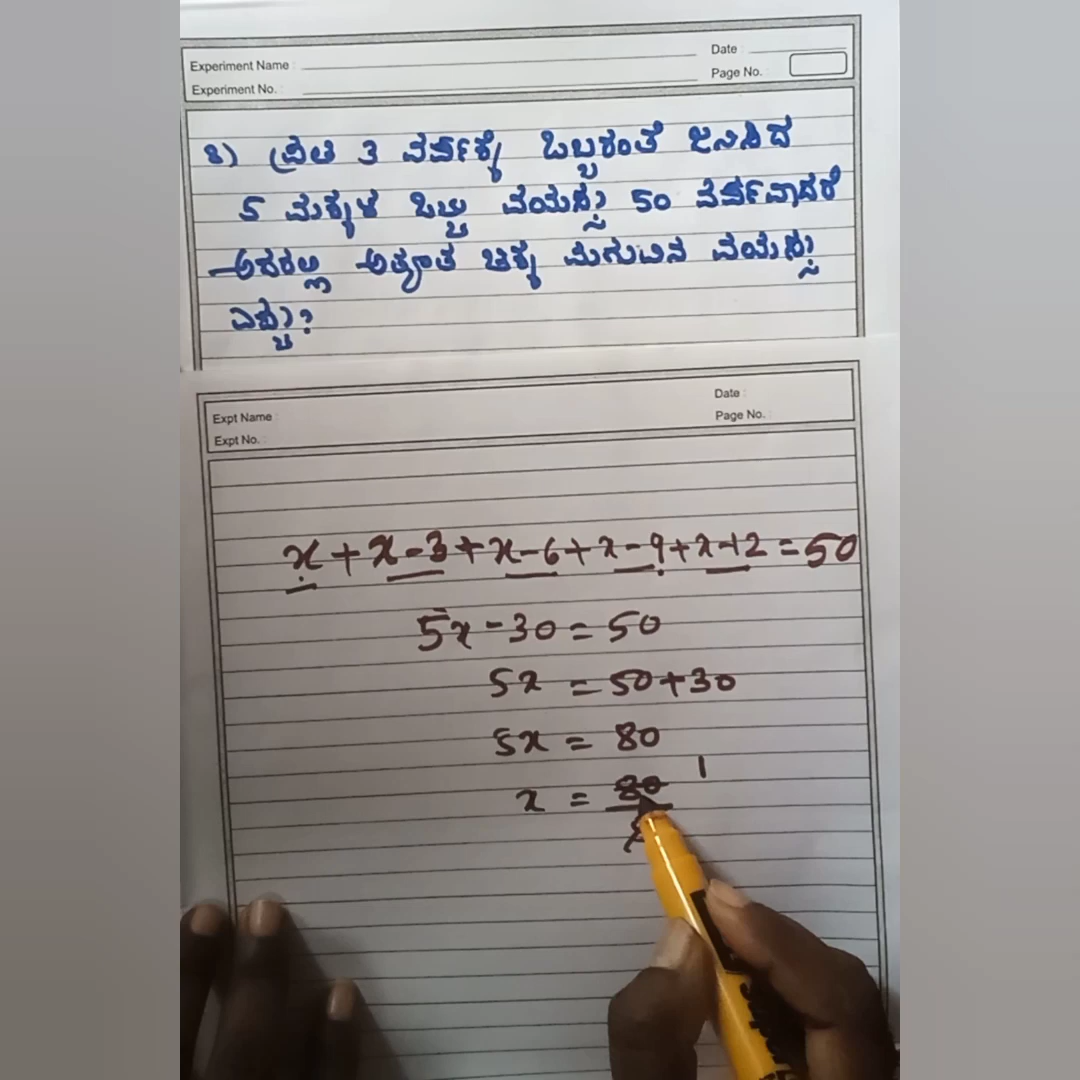 Experiment Name :
Date :
Experiment No. :
Page No. :
8) ಪ್ರತಿ 3 ವರ್ಷಕ್ಕೆ ಒಬ್ಬರಂತೆ ಜನಿಸಿದ
5 ಮಕ್ಕಳ ಒಟ್ಟು ವಯಸ್ಸು 50 ವರ್ಷವಾದರೆ
ಅದರಲ್ಲಿ ಅತ್ಯಂತ ಚಿಕ್ಕ ಮಗುವಿನ ವಯಸ್ಸು
ಎಷ್ಟು?
Expt Name :
Date :
Expt No. :
Page No. :
x + x - 3 + x - 6 + x - 9 + x - 12 = 50
5x - 30 = 50
5x = 50 + 30
5x = 80
x = 80 1